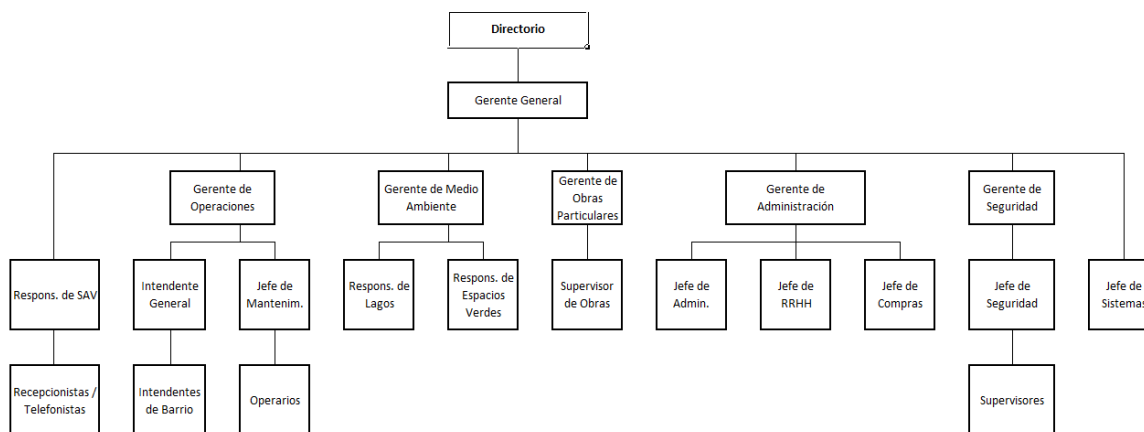 Directorio
Gerente General
Gerente de
Operaciones
Gerente de Medio
Ambiente
Gerente de
Obras
Particulares
Gerente de
Administración
Gerente de
Seguridad
Respons. de SAV
Intendente
General
Jefe de
Mantenim.
Respons. de
Lagos
Respons. de
Espacios
Verdes
Supervisor
de Obras
Jefe de
Admin.
Jefe de
RRHH
Jefe de
Compras
Jefe de
Seguridad
Jefe de
Sistemas
Recepcionistas /
Telefonistas
Intendentes
de Barrio
Operarios
Supervisores